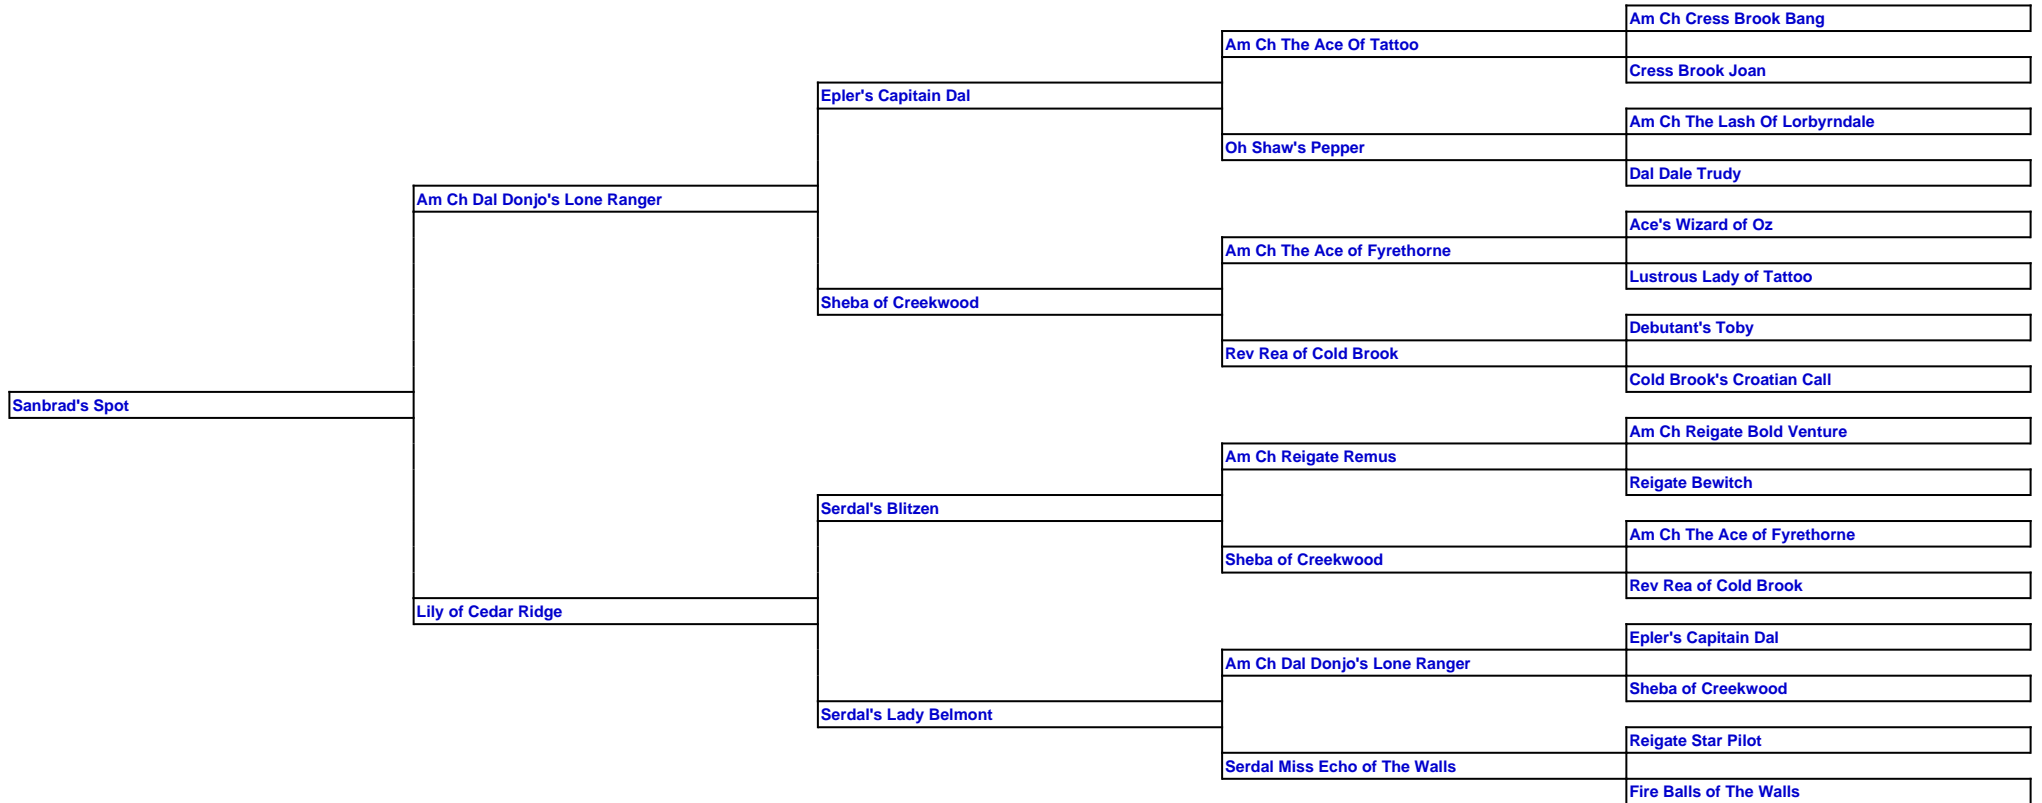 Am Ch Cress Brook Bang
Am Ch The Ace Of Tattoo
Cress Brook Joan
Epler's Capitain Dal
Am Ch The Lash Of Lorbyrndale
Oh Shaw's Pepper
Dal Dale Trudy
Am Ch Dal Donjo's Lone Ranger
Ace's Wizard of Oz
Am Ch The Ace of Fyrethorne
Lustrous Lady of Tattoo
Sheba of Creekwood
Debutant's Toby
Rev Rea of Cold Brook
Cold Brook's Croatian Call
Sanbrad's Spot
Am Ch Reigate Bold Venture
Am Ch Reigate Remus
Reigate Bewitch
Serdal's Blitzen
Am Ch The Ace of Fyrethorne
Sheba of Creekwood
Rev Rea of Cold Brook
Lily of Cedar Ridge
Epler's Capitain Dal
Am Ch Dal Donjo's Lone Ranger
Sheba of Creekwood
Serdal's Lady Belmont
Reigate Star Pilot
Serdal Miss Echo of The Walls
Fire Balls of The Walls